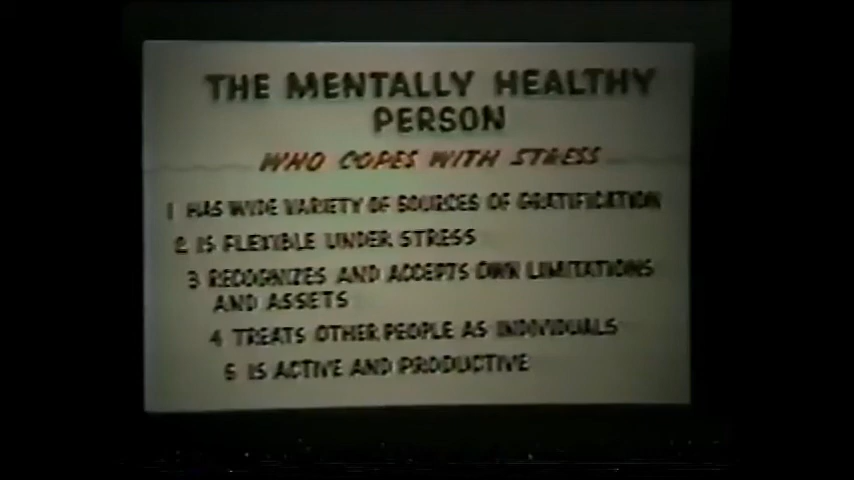 THE MENTALLY HEALTHY
PERSON
WHO COPES WITH STRESS
1 HAS WIDE VARIETY OF SOURCES OF GRATIFICATION
2 IS FLEXIBLE UNDER STRESS
3 RECOGNIZES AND ACCEPTS OWN LIMITATIONS
AND ASSETS
4 TREATS OTHER PEOPLE AS INDIVIDUALS
5 IS ACTIVE AND PRODUCTIVE